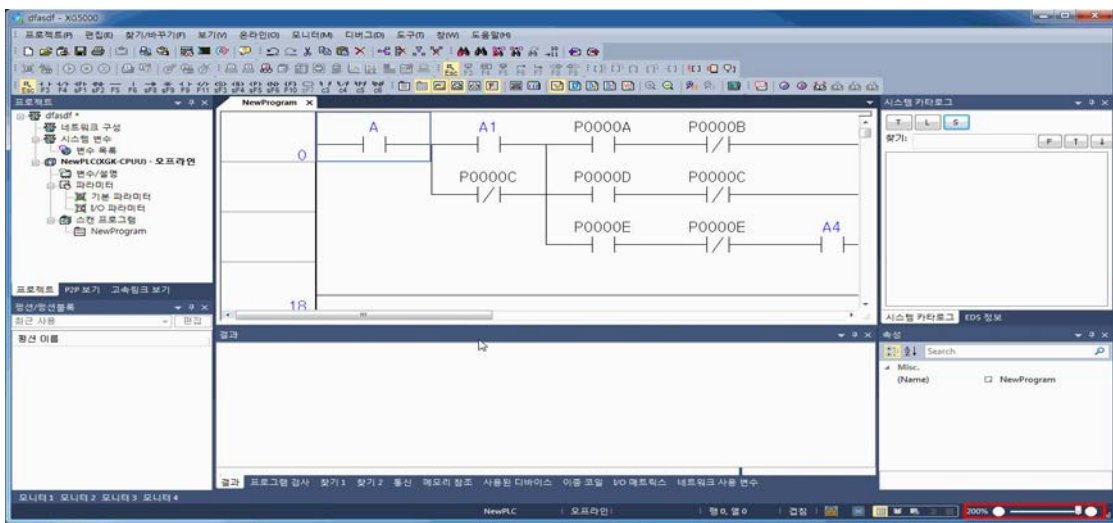 dfasdf - XG5000
프로젝트(P) 편집(E) 찾기/바꾸기(F) 보기(V) 온라인(O) 모니터(M) 디버그(D) 도구(T) 창(W) 도움말(H)
프로젝트
dfasdf *
네트워크 구성
시스템 변수
변수 목록
NewPLC(XGK-CPUU) - 오프라인
변수/설명
파라미터
기본 파라미터
I/O 파라미터
스캔 프로그램
NewProgram
프로젝트 P2P 보기 고속링크 보기
펑션/펑션블록
최근 사용 편집
펑션 이름
모니터1 모니터2 모니터3 모니터4
NewProgram
A A1 P0000A P0000B
0
P0000C P0000D P0000C
P0000E P0000E A4
18
결과
결과 프로그램 검사 찾기1 찾기2 통신 메모리 참조 사용된 디바이스 이중 코일 I/O 매트릭스 네트워크 사용 변수
시스템 카타로그
T L S
찾기:
P ↑ ↓
시스템 카타로그 EDS 정보
속성
Search
Misc.
(Name) NewProgram
NewPLC 오프라인 행 0, 열 0 겹침 200%